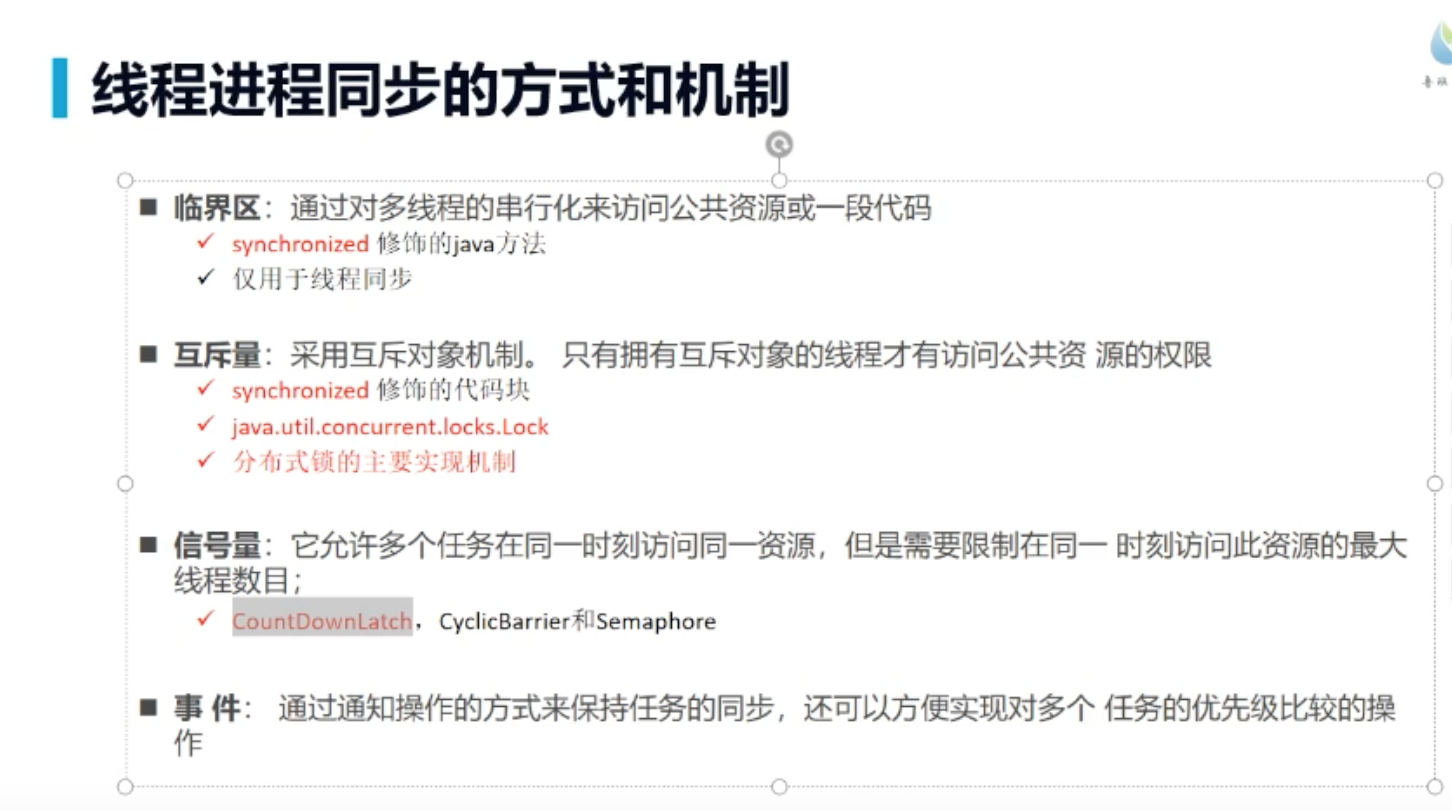 线程进程同步的方式和机制
鲁班
临界区：通过对多线程的串行化来访问公共资源或一段代码
synchronized 修饰的java方法
仅用于线程同步
互斥量：采用互斥对象机制。 只有拥有互斥对象的线程才有访问公共资 源的权限
synchronized 修饰的代码块
java.util.concurrent.locks.Lock
分布式锁的主要实现机制
信号量：它允许多个任务在同一时刻访问同一资源，但是需要限制在同一 时刻访问此资源的最大
线程数目；
CountDownLatch，CyclicBarrier和Semaphore
事 件： 通过通知操作的方式来保持任务的同步，还可以方便实现对多个 任务的优先级比较的操
作